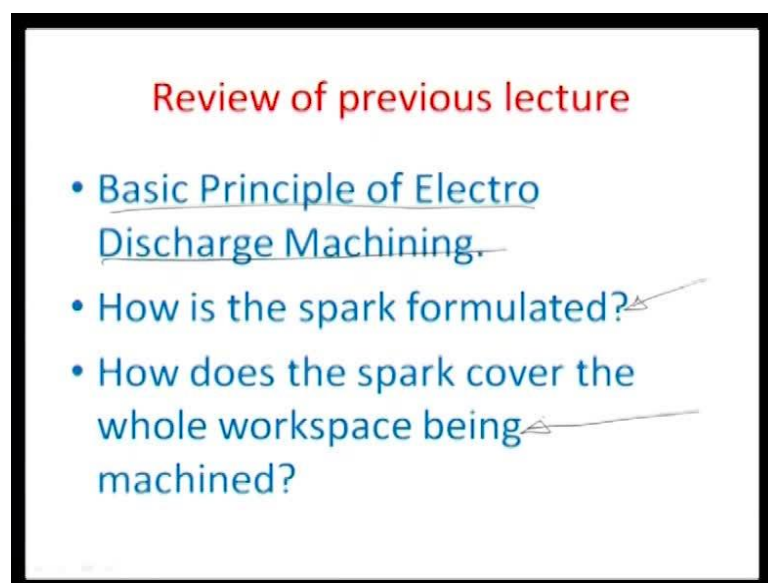 Review of previous lecture
• Basic Principle of Electro
Discharge Machining.
• How is the spark formulated?
• How does the spark cover the
whole workspace being
machined?